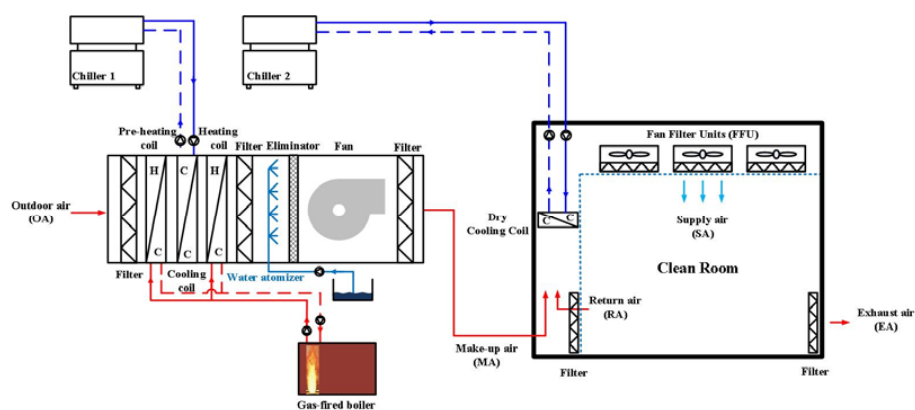 Chiller 1
Chiller 2
Pre-heating
coil
Heating
coil
Filter
Eliminator
Fan
Filter
Fan Filter Units (FFU)
H
C
H
C
C
C
Outdoor air
(OA)
Dry
Cooling Coil
C
C
Supply air
(SA)
Clean Room
Filter
Cooling
coil
Water atomizer
Return air
(RA)
Exhaust air
(EA)
Make-up air
(MA)
Filter
Filter
Gas-fired boiler